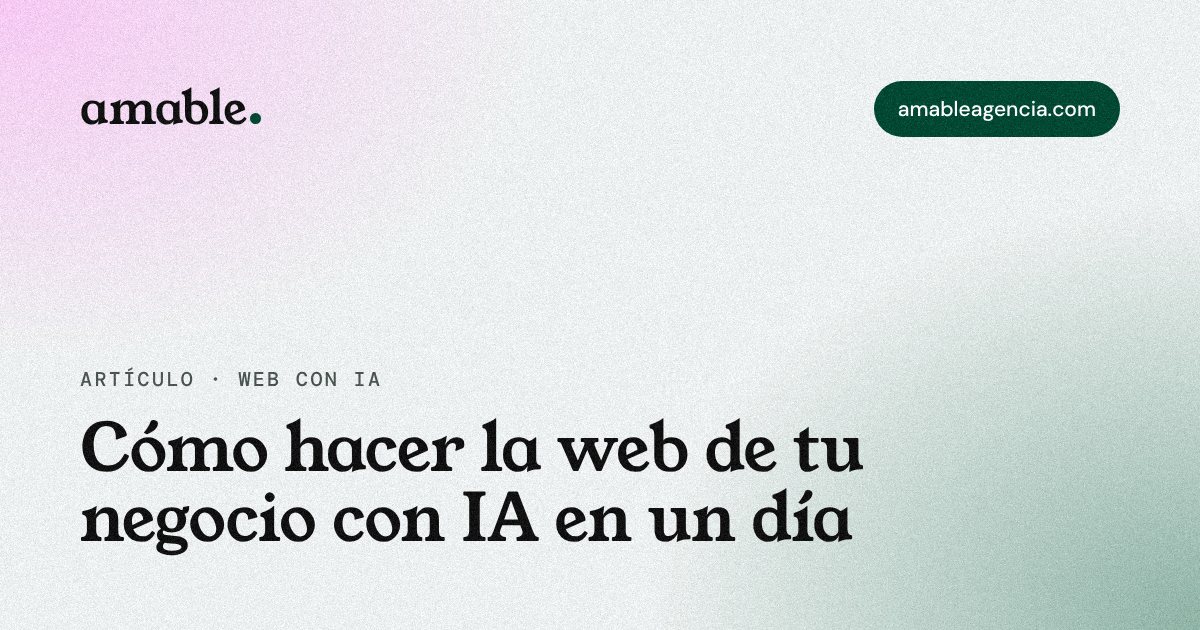 amable.
amableagencia.com
ARTÍCULO · WEB CON IA
Cómo hacer la web de tu
negocio con IA en un día